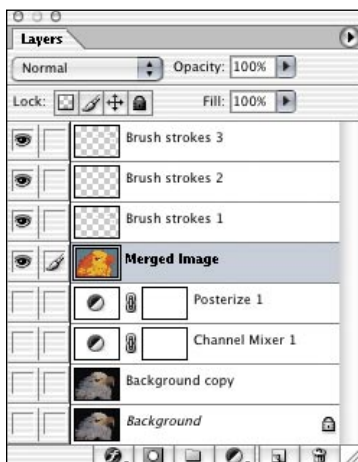 Layers
Normal Opacity: 100%
Lock: Fill: 100%
Brush strokes 3
Brush strokes 2
Brush strokes 1
Merged Image
Posterize 1
Channel Mixer 1
Background copy
Background